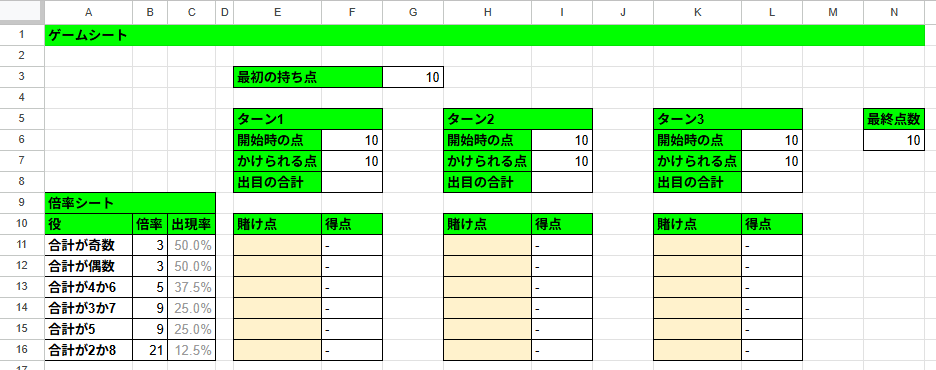 A B C D E F G H I J K L M N
1 ゲームシート
2
3 最初の持ち点 10
4
5 ターン1 ターン2 ターン3 最終点数
6 開始時の点 10 開始時の点 10 開始時の点 10 10
7 かけられる点 10 かけられる点 10 かけられる点 10
8 出目の合計 出目の合計 出目の合計
9 倍率シート
10 役 倍率 出現率 賭け点 得点 賭け点 得点 賭け点 得点
11 合計が奇数 3 50.0% - - -
12 合計が偶数 3 50.0% - - -
13 合計が4か6 5 37.5% - - -
14 合計が3か7 9 25.0% - - -
15 合計が5 9 25.0% - - -
16 合計が2か8 21 12.5% - - -
17